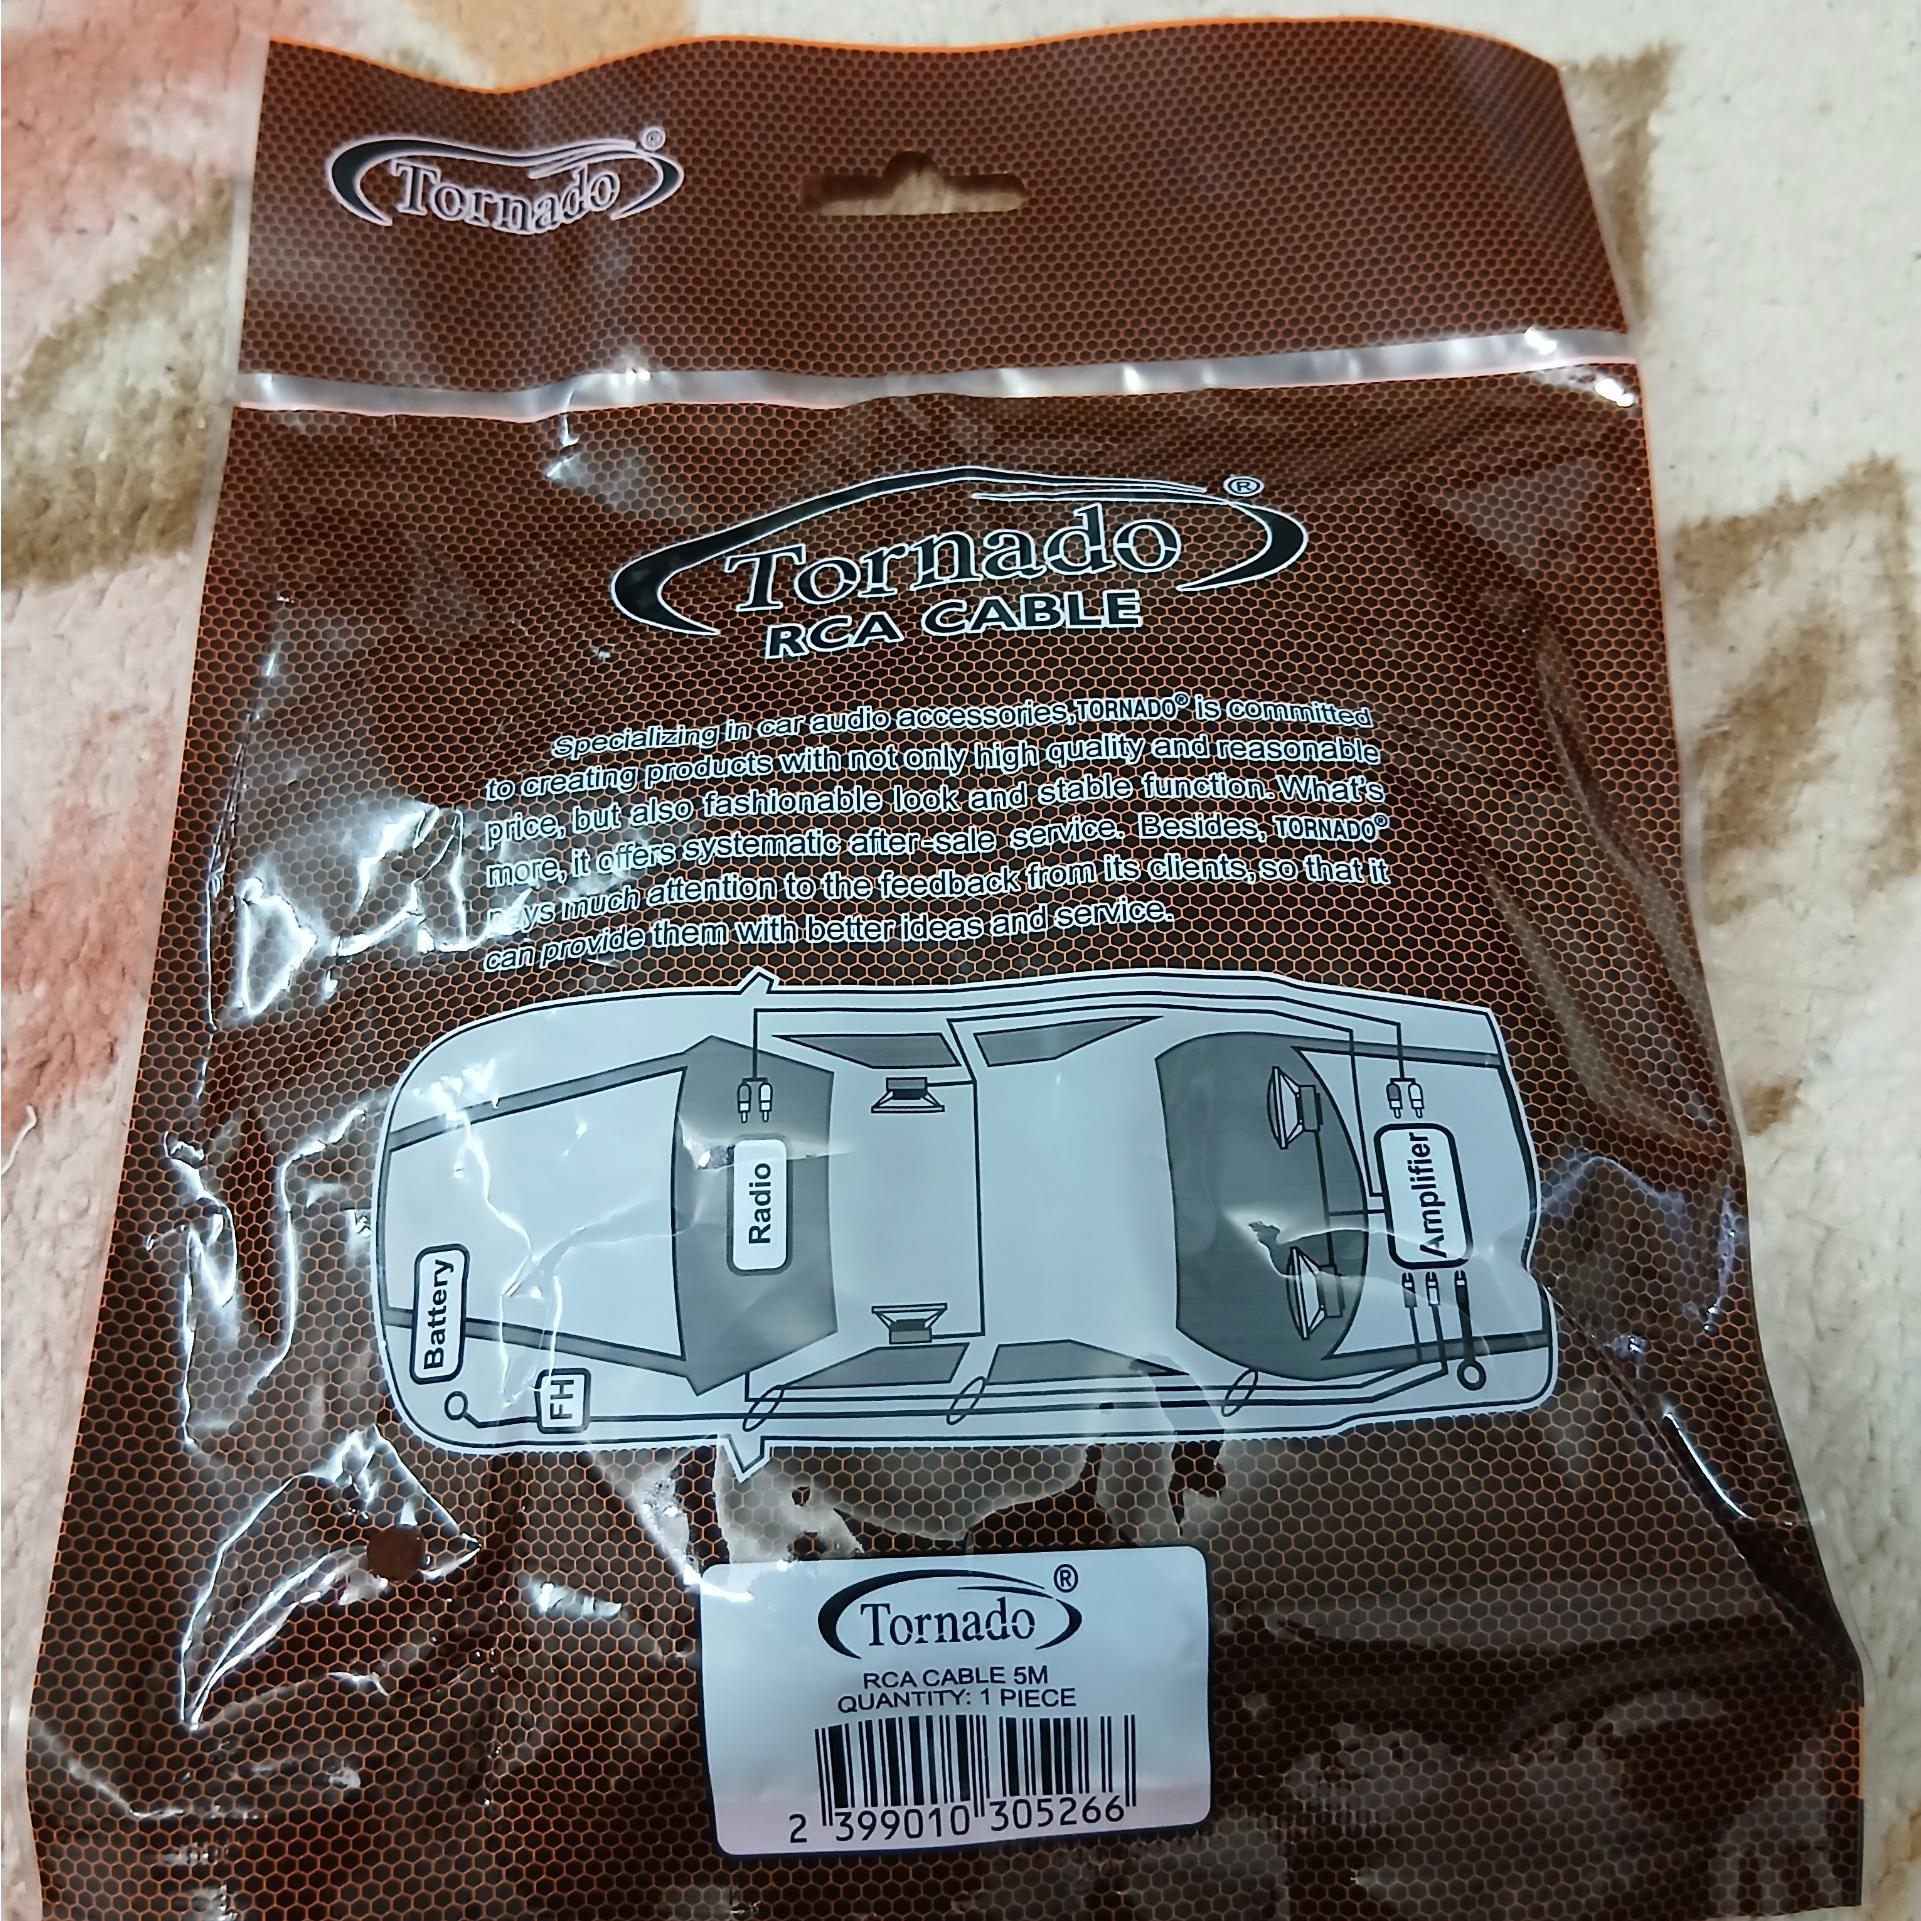 Tornado®
Tornado®
RCA CABLE
Specializing in car audio accessories,TORNADO® is committed
to creating products with not only high quality and reasonable
price, but also fashionable look and stable function. What's
more, it offers systematic after-sale service. Besides, TORNADO®
pays much attention to the feedback from its clients, so that it
can provide them with better ideas and service.
Battery
FH
Radio
Amplifier
Tornado®
RCA CABLE 5M
QUANTITY: 1 PIECE
2 399010 305266